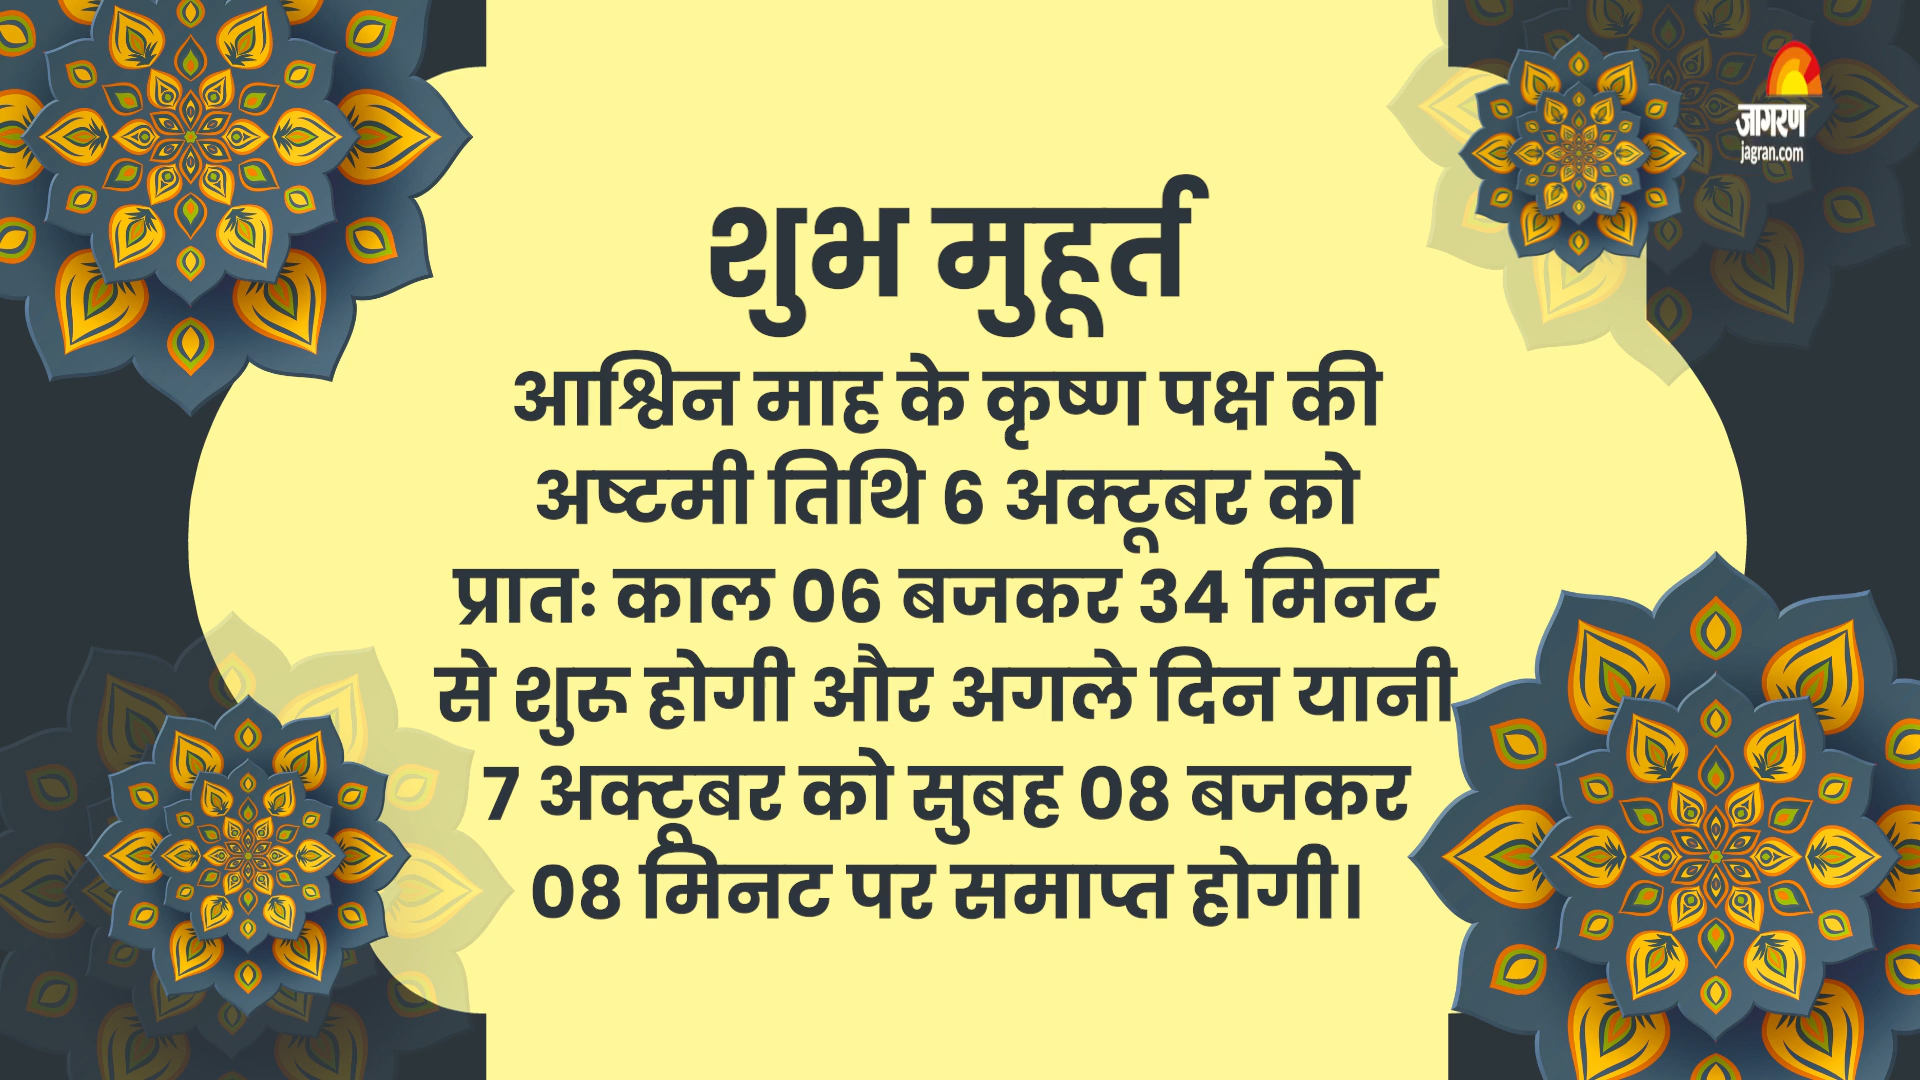 जागरण
jagran.com
शुभ मुहूर्त
आश्विन माह के कृष्ण पक्ष की
अष्टमी तिथि 6 अक्टूबर को
प्रातः काल 06 बजकर 34 मिनट
से शुरू होगी और अगले दिन यानी
7 अक्टूबर को सुबह 08 बजकर
08 मिनट पर समाप्त होगी।